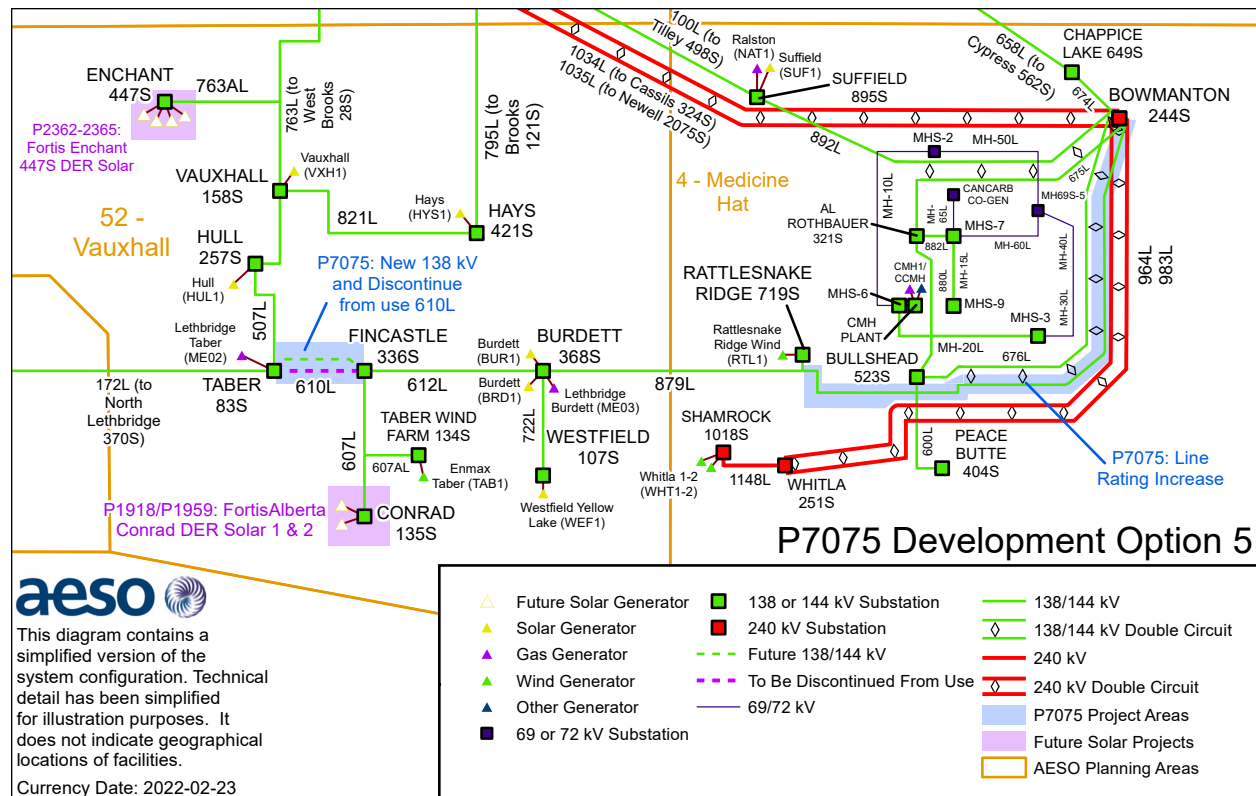 ENCHANT
447S
763AL
P2362-2365:
Fortis Enchant
447S DER Solar
763L (to
West
Brooks
28S)
795L (to
Brooks
121S)
VAUXHALL
158S
Vauxhall
(VXH1)
52 -
Vauxhall
821L
Hays
(HYS1)
HAYS
421S
HULL
257S
Hull
(HUL1)
507L
P7075: New 138 kV
and Discontinue
from use 610L
Lethbridge
Taber
(ME02)
FINCASTLE
336S
TABER
83S
610L
612L
172L (to
North
Lethbridge
370S)
Burdett
(BUR1)
BURDETT
368S
Burdett
(BRD1)
Lethbridge
Burdett (ME03)
879L
722L
WESTFIELD
107S
Westfield Yellow
Lake (WEF1)
607L
TABER WIND
FARM 134S
607AL
Enmax
Taber (TAB1)
P1918/P1959: FortisAlberta
Conrad DER Solar 1 & 2
CONRAD
135S
100L (to
Tilley 498S)
1034L (to Cassils 324S)
1035L (to Newell 2075S)
Ralston
(NAT1)
Suffield
(SUF1)
SUFFIELD
895S
892L
658L (to
Cypress 562S)
CHAPPICE
LAKE 649S
674L
BOWMANTON
244S
4 - Medicine
Hat
MHS-2
MH-50L
675L
MH-10L
CANCARB
CO-GEN
MH69S-5
MH-
65L
AL
ROTHBAUER
321S
MHS-7
882L
MH-60L
MH-40L
964L
983L
CMH1/
CCMH
880L
MH-15L
MHS-6
MHS-9
MH-30L
MHS-3
CMH
PLANT
MH-20L
RATTLESNAKE
RIDGE 719S
Rattlesnake
Ridge Wind
(RTL1)
BULLSHEAD
523S
676L
SHAMROCK
1018S
Whitla 1-2
(WHT1-2)
1148L
WHITLA
251S
600L
PEACE
BUTTE
404S
P7075: Line
Rating Increase
P7075 Development Option 5
aeso
This diagram contains a
simplified version of the
system configuration. Technical
detail has been simplified
for illustration purposes. It
does not indicate geographical
locations of facilities.
Currency Date: 2022-02-23
Future Solar Generator
Solar Generator
Gas Generator
Wind Generator
Other Generator
69 or 72 kV Substation
138 or 144 kV Substation
240 kV Substation
Future 138/144 kV
To Be Discontinued From Use
69/72 kV
138/144 kV
138/144 kV Double Circuit
240 kV
240 kV Double Circuit
P7075 Project Areas
Future Solar Projects
AESO Planning Areas